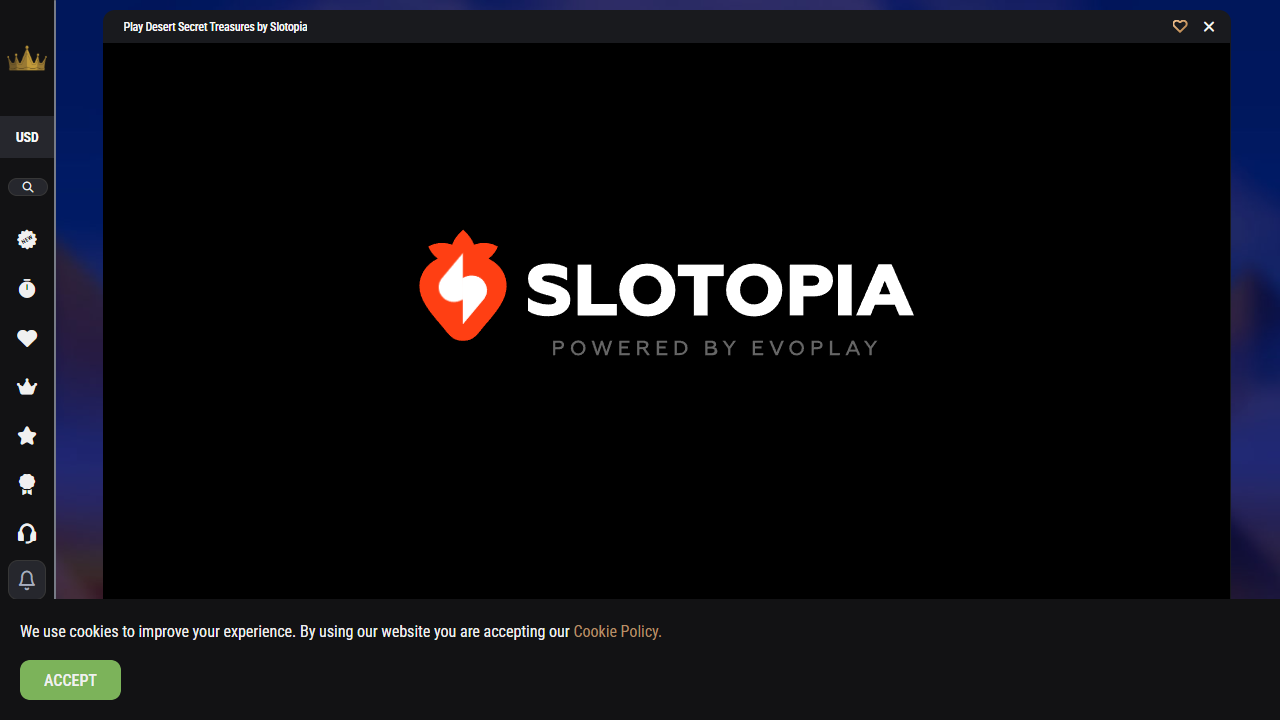 Play Desert Secret Treasures by Slotopia
USD
NEW
SLOTOPIA
POWERED BY EVOPLAY
We use cookies to improve your experience. By using our website you are accepting our Cookie Policy.
ACCEPT